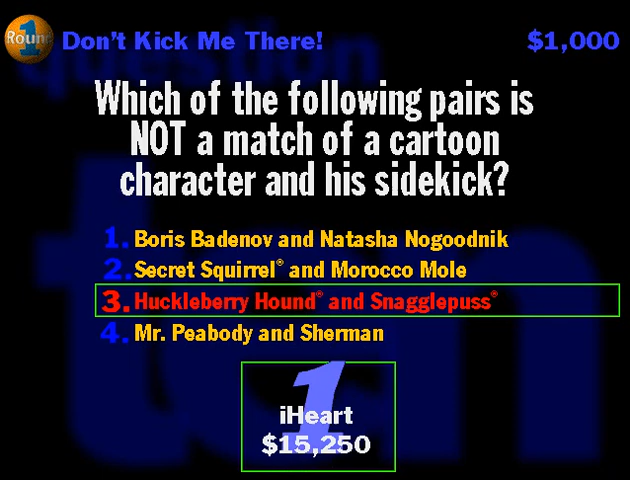 Round 1 Don't Kick Me There! $1,000
question
Which of the following pairs is
NOT a match of a cartoon
character and his sidekick?
1. Boris Badenov and Natasha Nogoodnik
2. Secret Squirrel® and Morocco Mole
3. Huckleberry Hound® and Snagglepuss®
4. Mr. Peabody and Sherman
ten
1
iHeart
$15,250